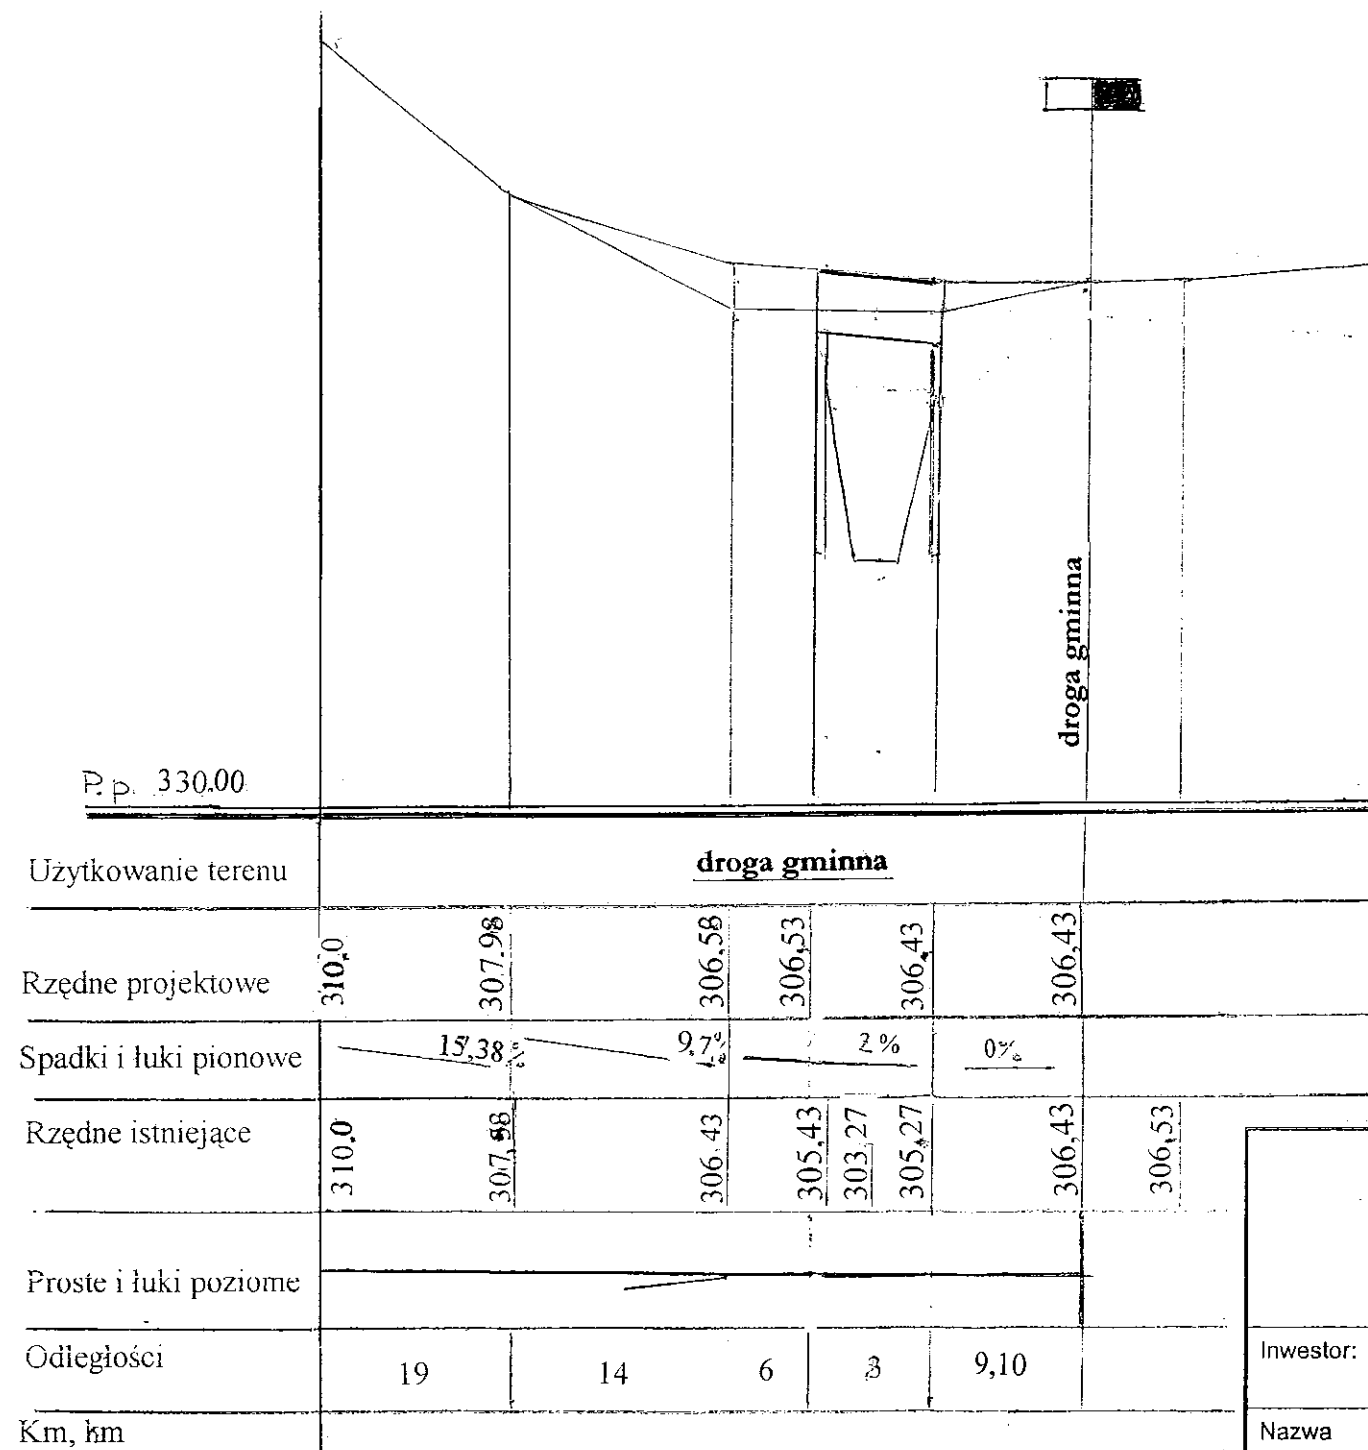 droga gminna
P.p. 330.00
Użytkowanie terenu droga gminna
Rzędne projektowe 310,0 307,98 306,58 306,53 306,43 306,43
Spadki i łuki pionowe 15,38% 9,7% 2% 0%
Rzędne istniejące 310,0 307,98 306,43 305,43 303,27 305,27 306,43 306,53
Proste i łuki poziome
Odległości 19 14 6 8 9,10
Km, hm
Inwestor:
Nazwa